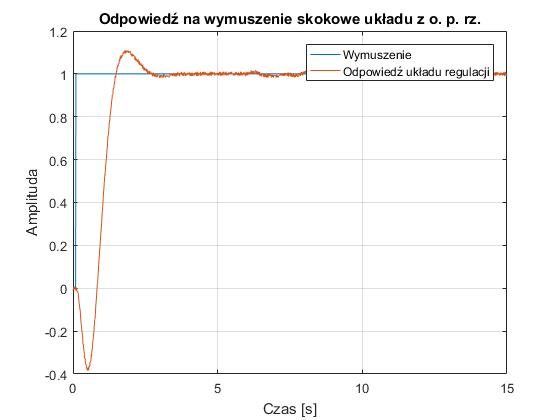 Odpowiedź na wymuszenie skokowe układu z o. p. rz.
1.2
1
0.8
0.6
0.4
0.2
0
-0.2
-0.4
Amplituda
Wymuszenie
Odpowiedź układu regulacji
0 5 10 15
Czas [s]